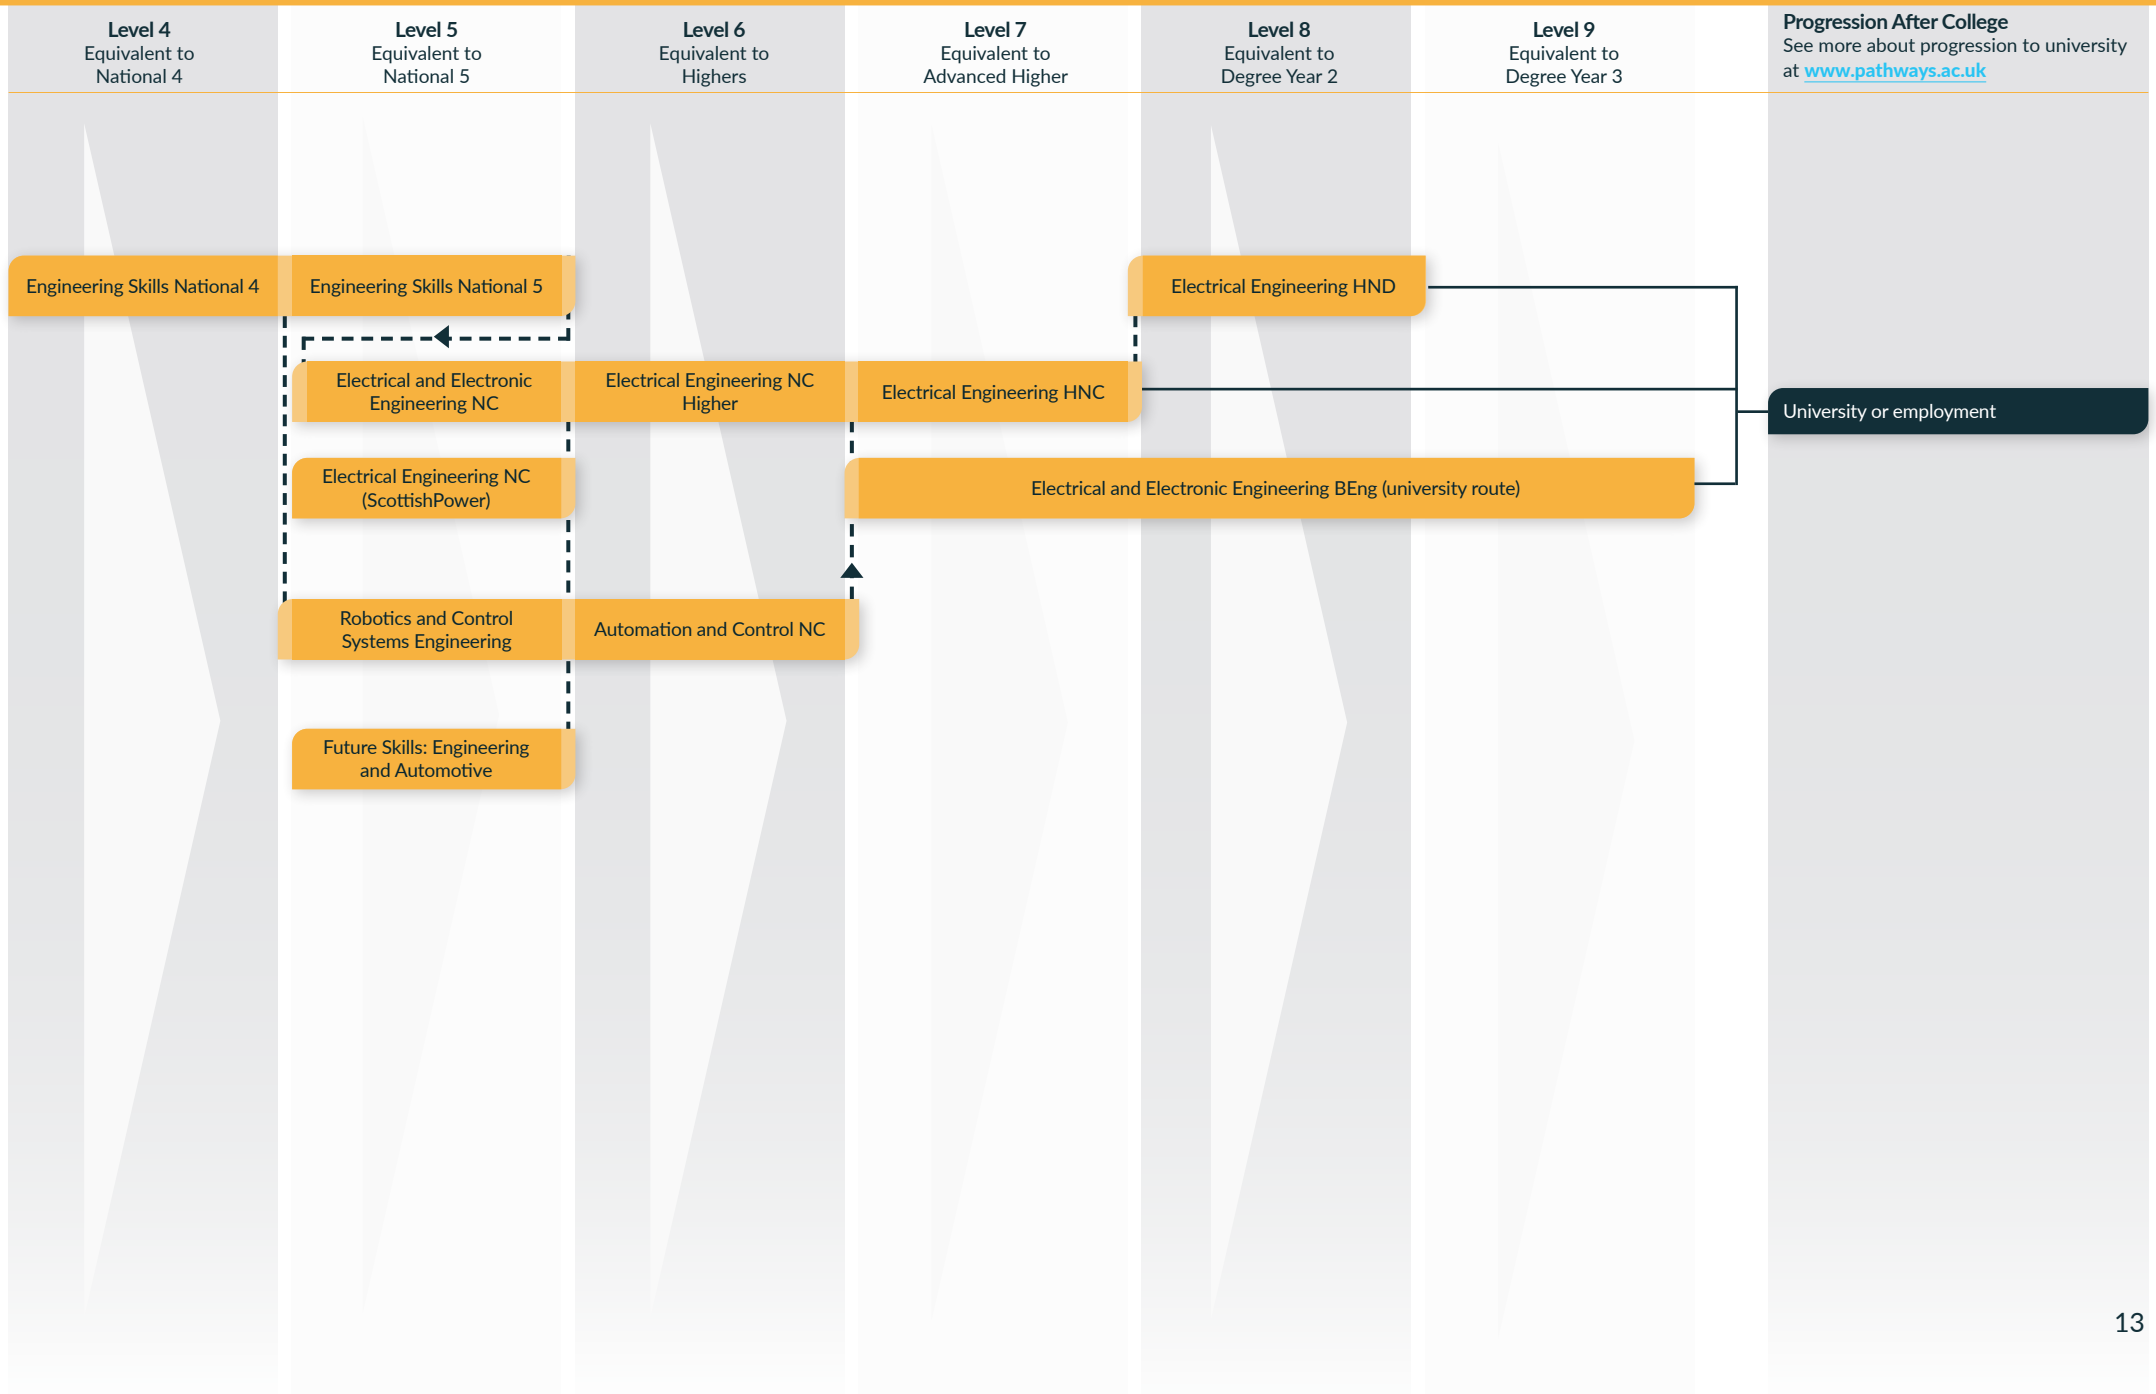 Level 4
Equivalent to
National 4
Level 5
Equivalent to
National 5
Level 6
Equivalent to
Highers
Level 7
Equivalent to
Advanced Higher
Level 8
Equivalent to
Degree Year 2
Level 9
Equivalent to
Degree Year 3
Progression After College
See more about progression to university
at www.pathways.ac.uk
Engineering Skills National 4
Engineering Skills National 5
Electrical Engineering HND
Electrical and Electronic
Engineering NC
Electrical Engineering NC
Higher
Electrical Engineering HNC
University or employment
Electrical Engineering NC
(ScottishPower)
Electrical and Electronic Engineering BEng (university route)
Robotics and Control
Systems Engineering
Automation and Control NC
Future Skills: Engineering
and Automotive
13